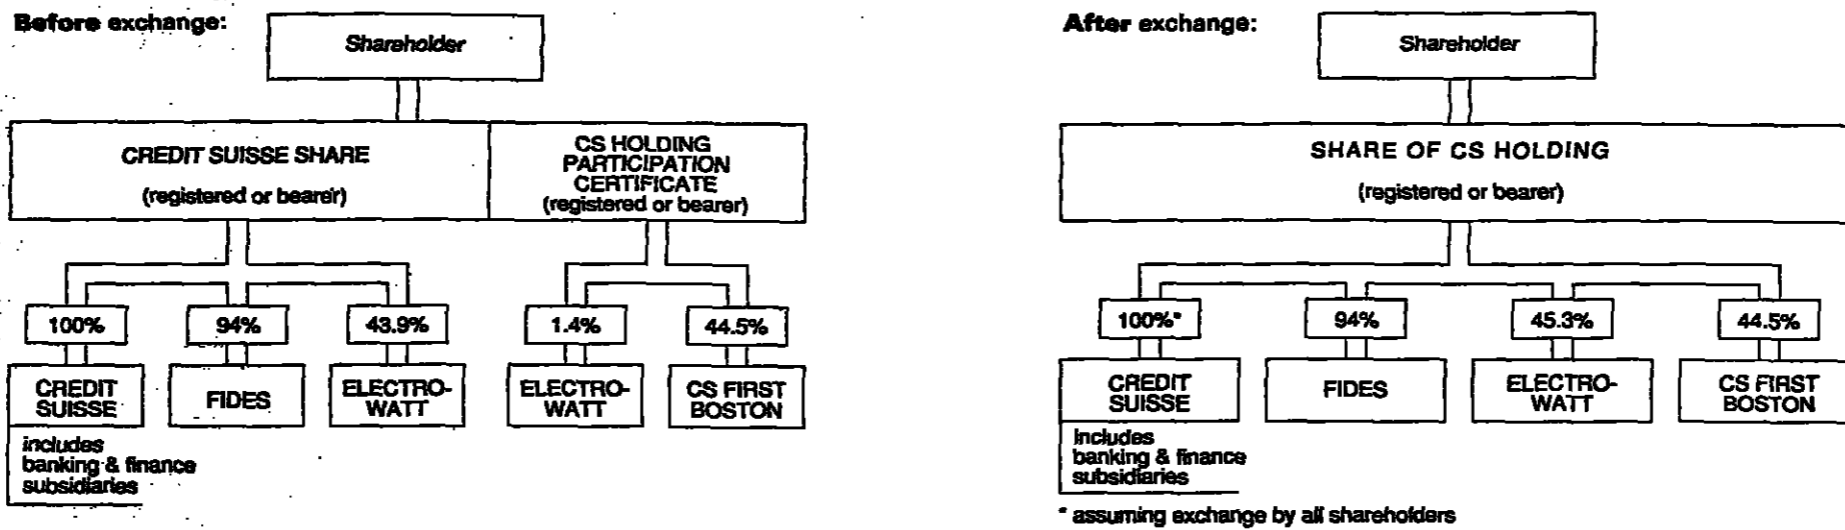 Before exchange:
Shareholder
CREDIT SUISSE SHARE
(registered or bearer)
CS HOLDING
PARTICIPATION
CERTIFICATE
(registered or bearer)
100%
94%
43.9%
1.4%
44.5%
CREDIT
SUISSE
FIDES
ELECTRO-
WATT
ELECTRO-
WATT
CS FIRST
BOSTON
includes
banking & finance
subsidiaries
After exchange:
Shareholder
SHARE OF CS HOLDING
(registered or bearer)
100%*
94%
45.3%
44.5%
CREDIT
SUISSE
FIDES
ELECTRO-
WATT
CS FIRST
BOSTON
includes
banking & finance
subsidiaries
* assuming exchange by all shareholders